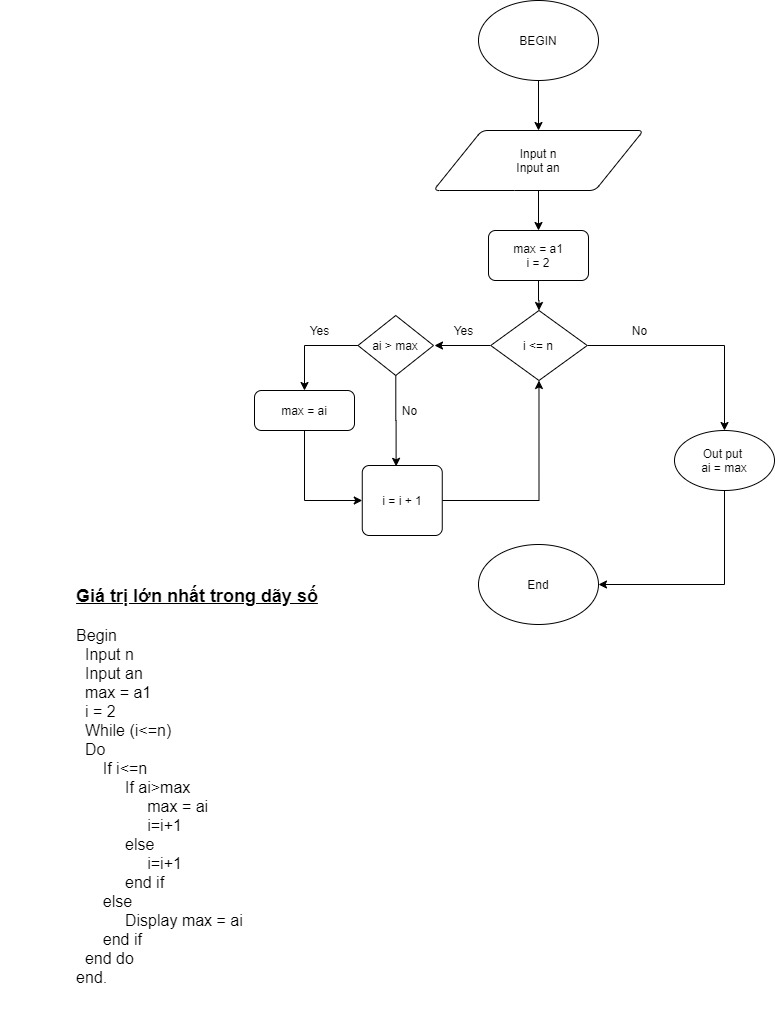 BEGIN
Input n
Input an
max = a1
i = 2
i <= n
Yes
No
ai > max
Yes
No
max = ai
i = i + 1
Out put
ai = max
End
Giá trị lớn nhất trong dãy số
Begin
Input n
Input an
max = a1
i = 2
While (i<=n)
Do
If i<=n
If ai>max
max = ai
i=i+1
else
i=i+1
end if
else
Display max = ai
end if
end do
end.